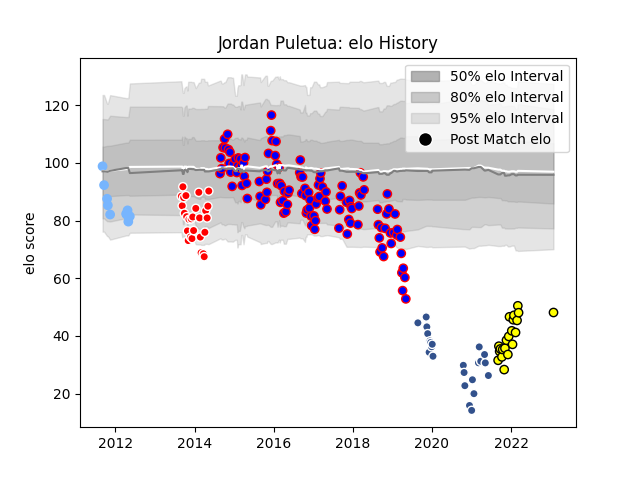 Jordan Puletua: elo History
50% elo Interval
80% elo Interval
95% elo Interval
Post Match elo
elo score
120
100
80
60
40
20
2012 2014 2016 2018 2020 2022